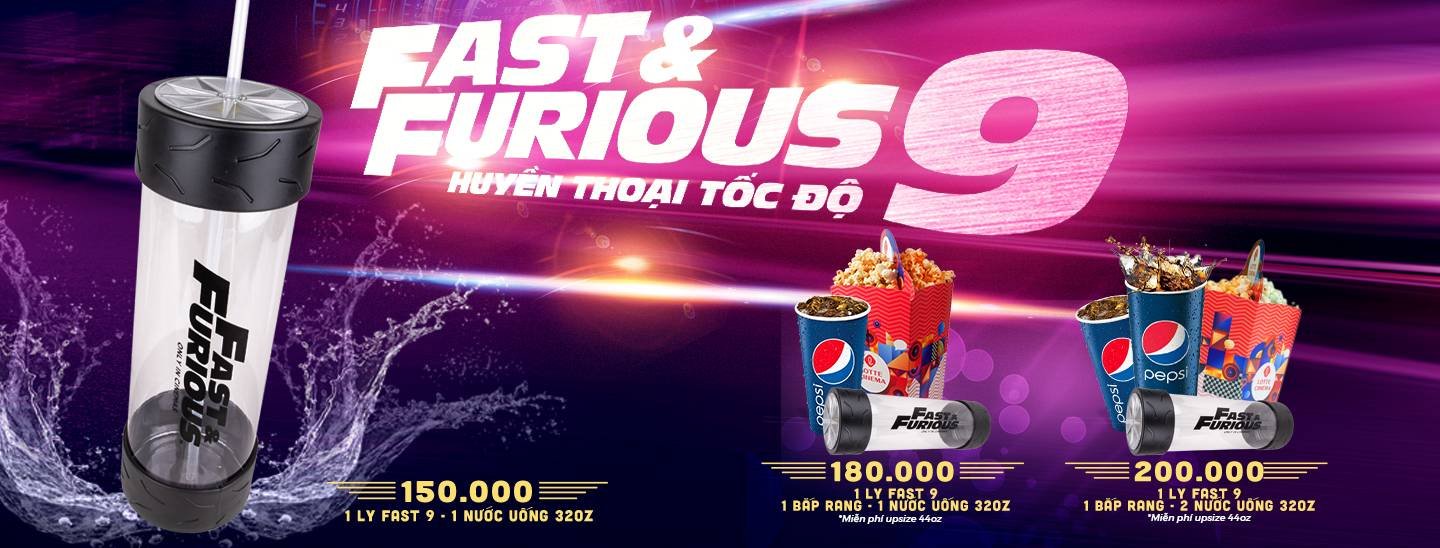 FAST &
FURIOUS 9
HUYỀN THOẠI TỐC ĐỘ
FAST &
FURIOUS
ONLY IN CINEMAS
pepsi
LOTTE
CINEMA
FAST &
FURIOUS
pepsi
pepsi
LOTTE
CINEMA
FAST &
FURIOUS
150.000
1 LY FAST 9 - 1 NƯỚC UỐNG 32OZ
180.000
1 LY FAST 9
1 BẮP RANG - 1 NƯỚC UỐNG 32OZ
*Miễn phí upsize 44oz
200.000
1 LY FAST 9
1 BẮP RANG - 2 NƯỚC UỐNG 32OZ
*Miễn phí upsize 44oz